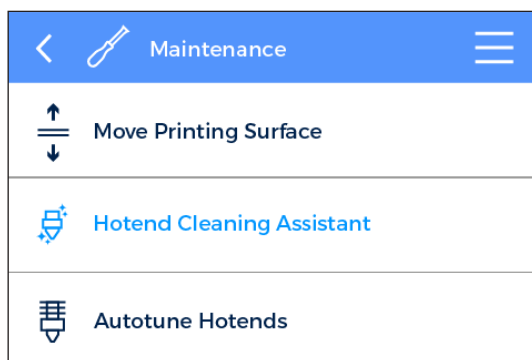 Maintenance
Move Printing Surface
Hotend Cleaning Assistant
Autotune Hotends